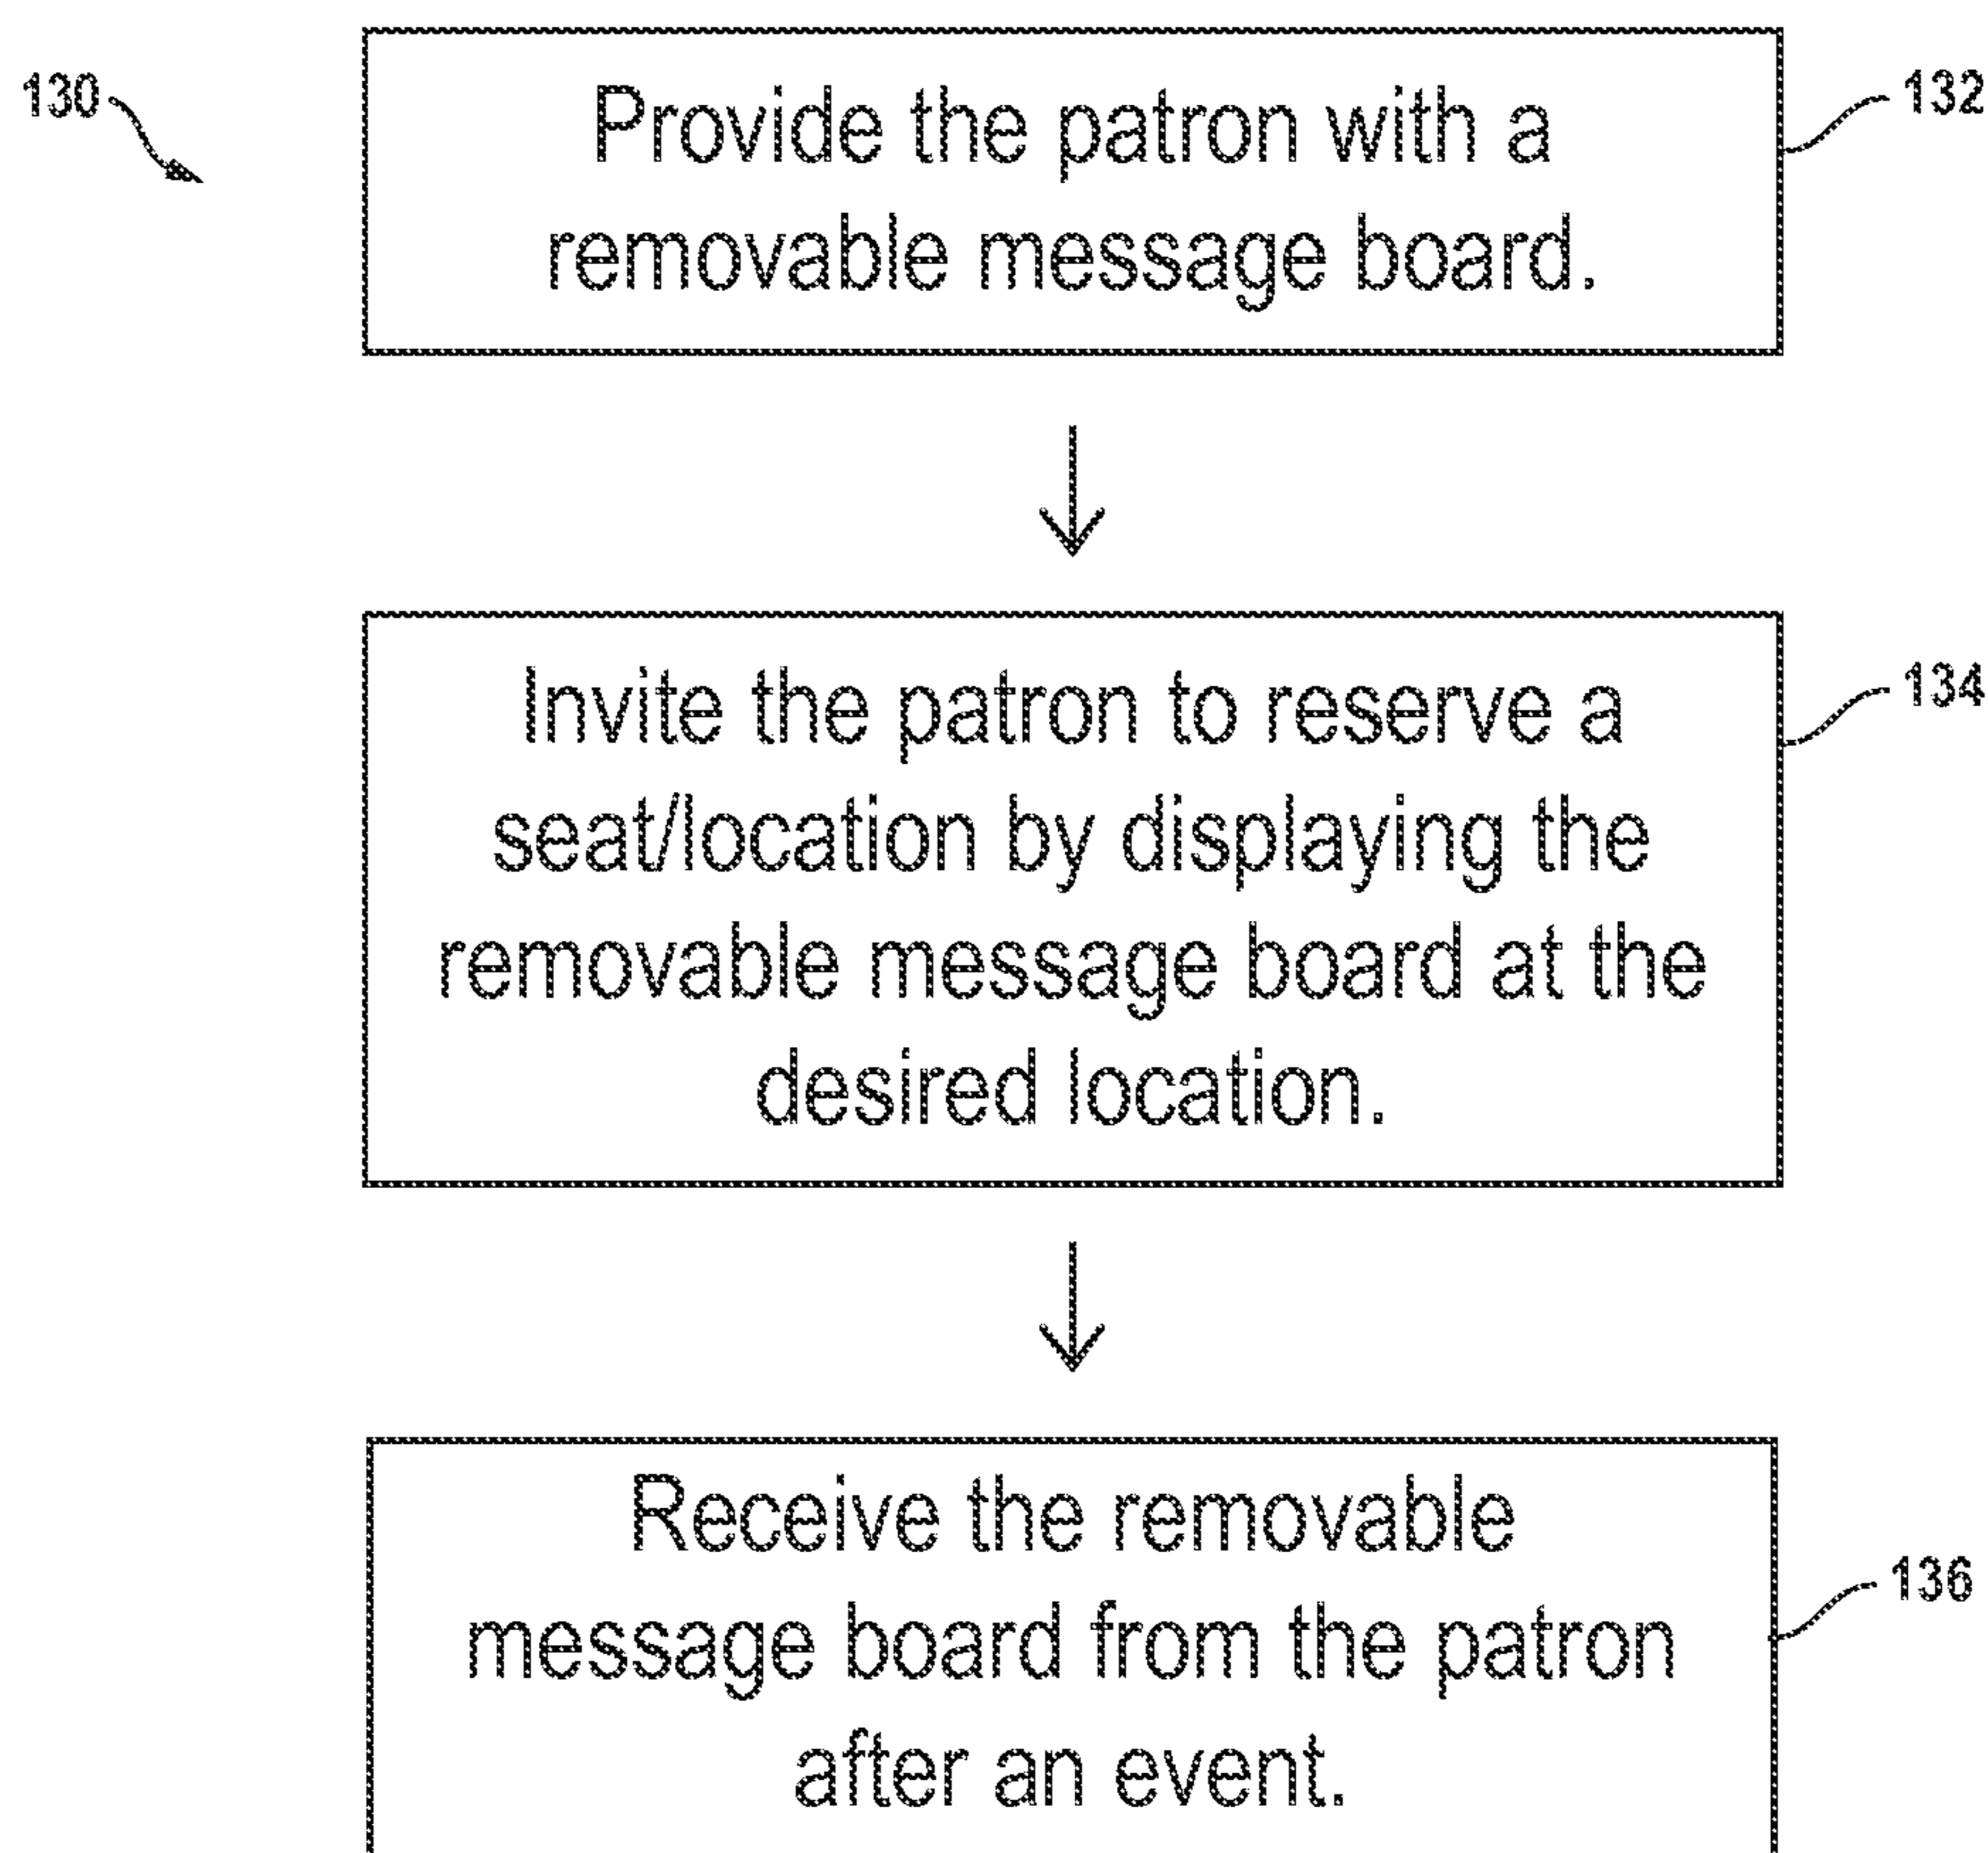 130
Provide the patron with a
removable message board.
132
Invite the patron to reserve a
seat/location by displaying the
removable message board at the
desired location.
134
Receive the removable
message board from the patron
after an event.
136